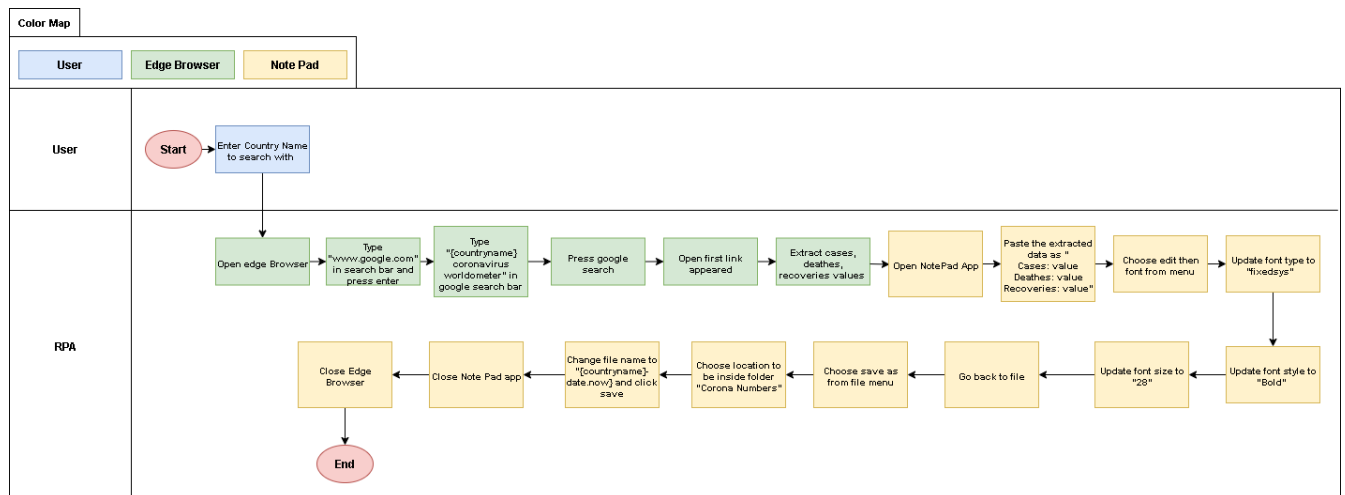 Color Map
User
Edge Browser
Note Pad
User
Start
Enter Country Name
to search with
RPA
Open edge Browser
Type
"www.google.com"
in search bar and
press enter
Type
"{countryname}
coronavirus
worldometer" in
google search bar
Press google
search
Open first link
appeared
Extract cases,
deathes,
recoveries values
Open NotePad App
Paste the extracted
data as "
Cases: value
Deathes: value
Recoveries: value"
Choose edit then
font from menu
Update font type to
"fixedsys"
Update font style to
"Bold"
Update font size to
"28"
Go back to file
Choose save as
from file menu
Choose location to
be inside folder
"Corona Numbers"
Change file name to
"{countryname}-
date.now} and click
save
Close Note Pad app
Close Edge
Browser
End